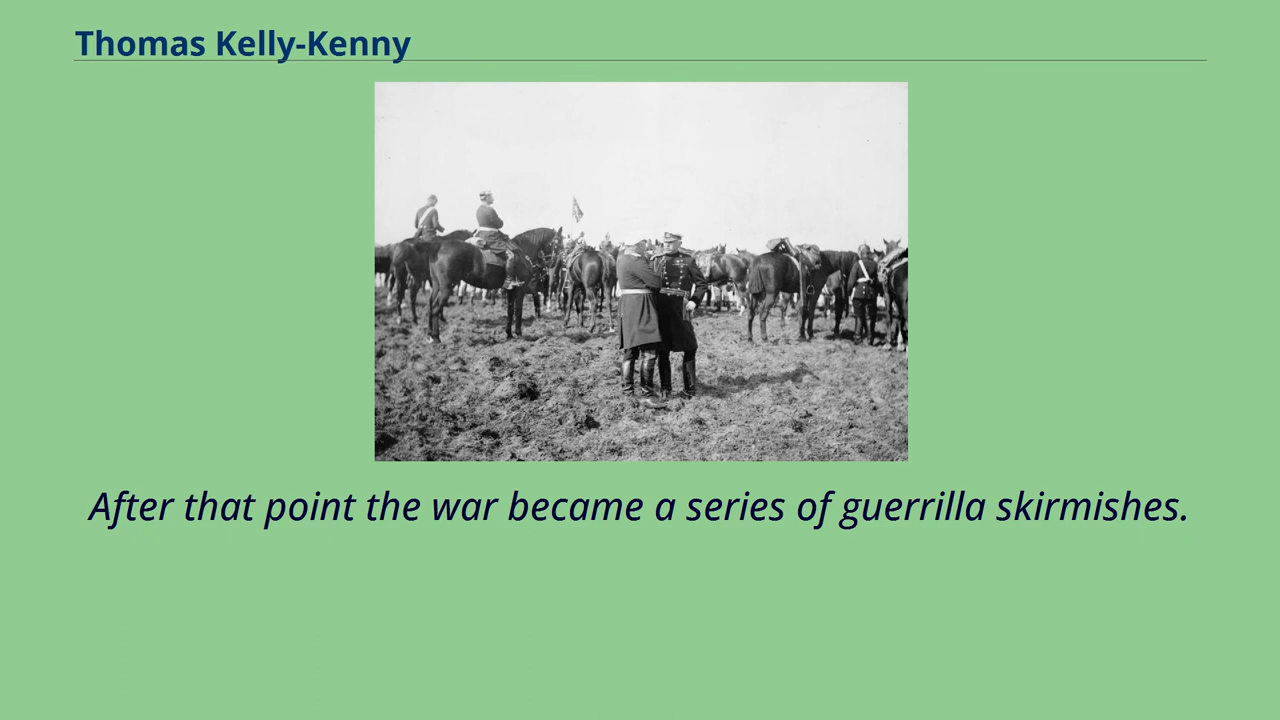 Thomas Kelly-Kenny
After that point the war became a series of guerrilla skirmishes.